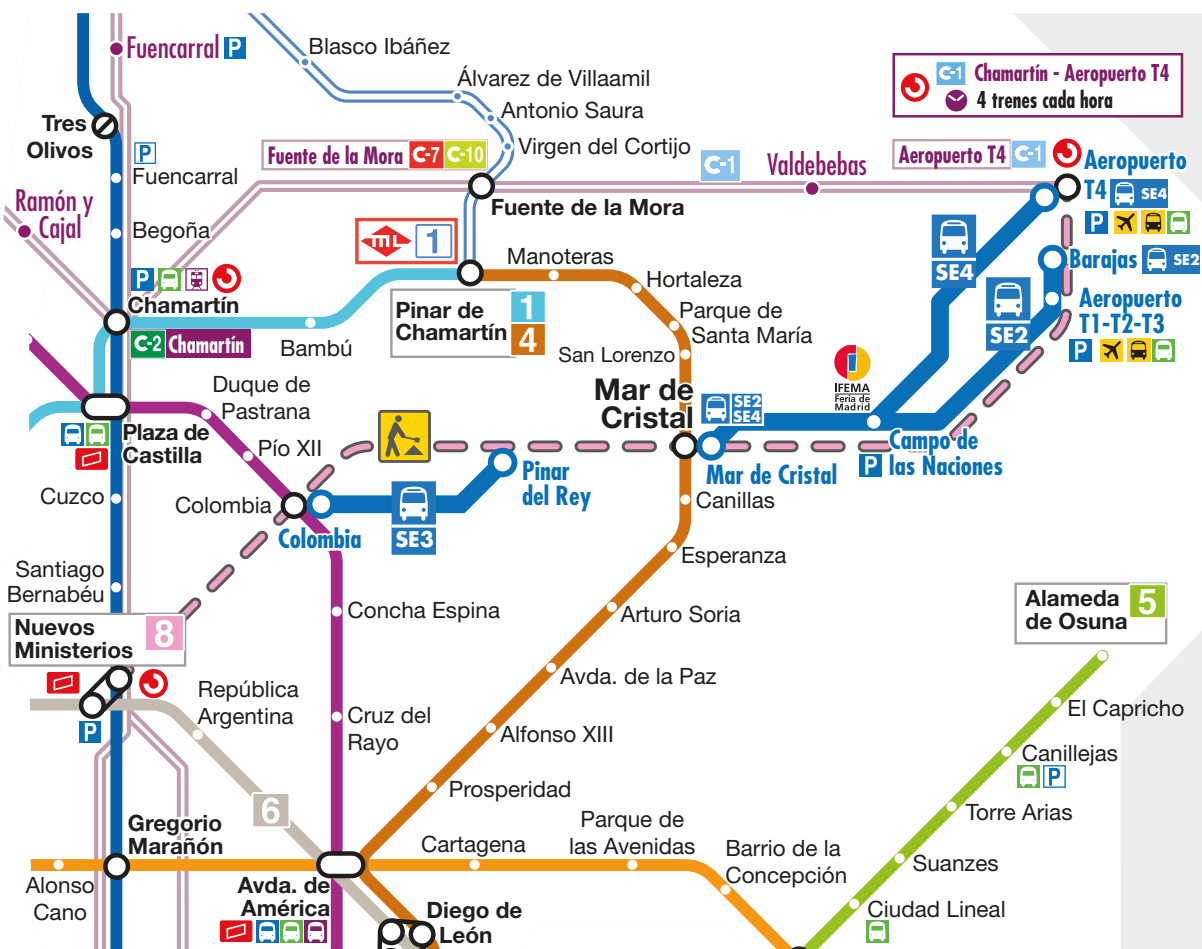 Fuencarral P
Blasco Ibáñez
Álvarez de Villaamil
Antonio Saura
Virgen del Cortijo
C-1 Chamartín - Aeropuerto T4
4 trenes cada hora
Tres
Olivos
P
Fuencarral
Fuente de la Mora C-7 C-10
C-1
Valdebebas
Aeropuerto T4 C-1
Aeropuerto
T4 SE4
P
Ramón y
Cajal
Begoña
Fuente de la Mora
ML 1
SE4
Barajas SE2
P
Chamartín
C-2 Chamartín
Manoteras
Hortaleza
SE2
Aeropuerto
T1-T2-T3
P
Pinar de
Chamartín
1
4
Parque de
Santa María
Bambú
San Lorenzo
Duque de
Pastrana
Mar de
Cristal
SE2
SE4
IFEMA
Feria de
Madrid
Plaza de
Castilla
Pío XII
Mar de Cristal
P
Campo de
las Naciones
Pinar
del Rey
Cuzco
Colombia
Colombia
SE3
Canillas
Esperanza
Santiago
Bernabéu
Concha Espina
Arturo Soria
Alameda
de Osuna
5
Nuevos
Ministerios
8
P
República
Argentina
Cruz del
Rayo
Avda. de la Paz
Alfonso XIII
El Capricho
Canillejas
P
Prosperidad
6
Torre Arias
Gregorio
Marañón
Cartagena
Parque de
las Avenidas
Barrio de la
Concepción
Suanzes
Alonso
Cano
Avda. de
América
Diego de
León
Ciudad Lineal